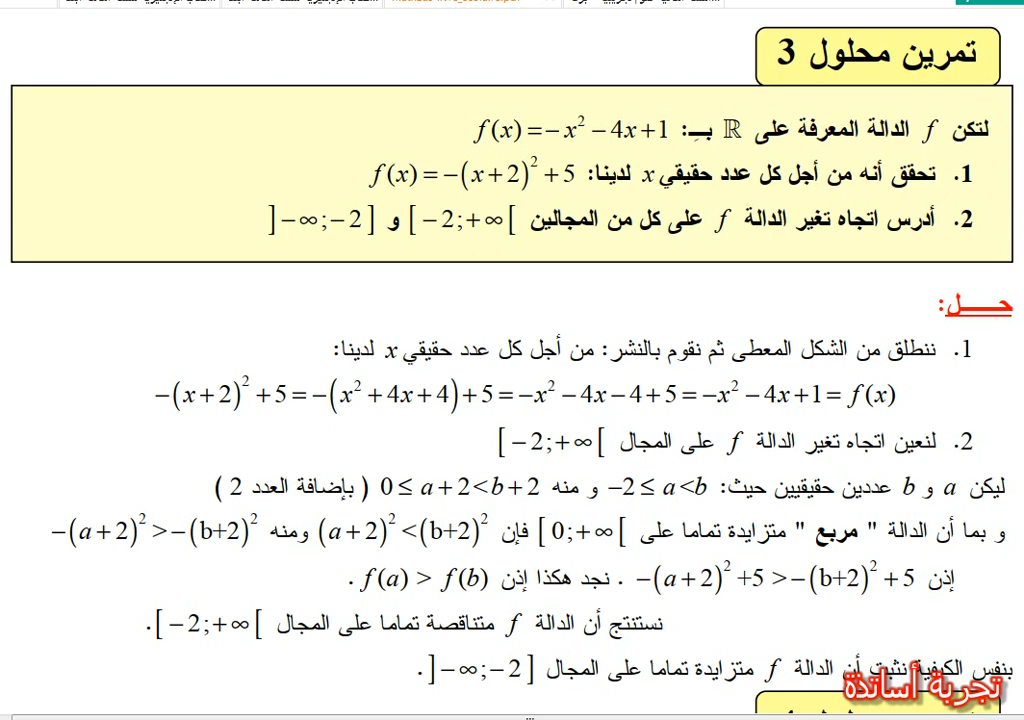 تمرين محلول 3
لتكن f الدالة المعرفة على ℝ بــِ: f(x) = −x² − 4x + 1
1. تحقق أنه من أجل كل عدد حقيقي x لدينا: f(x) = −(x+2)² + 5
2. أدرس اتجاه تغير الدالة f على كل من المجالين [−2;+∞[ و ]−∞;−2]
حــــل:
1. ننطلق من الشكل المعطى ثم نقوم بالنشر: من أجل كل عدد حقيقي x لدينا:
−(x+2)² + 5 = −(x² + 4x + 4) + 5 = −x² − 4x − 4 + 5 = −x² − 4x + 1 = f(x)
2. لنعين اتجاه تغير الدالة f على المجال [−2;+∞[
ليكن a و b عددين حقيقيين حيث: −2 ≤ a < b و منه 0 ≤ a + 2 < b + 2 ( بإضافة العدد 2 )
و بما أن الدالة " مربع " متزايدة تماما على [0;+∞[ فإن (a+2)² < (b+2)² ومنه −(a+2)² > −(b+2)²
إذن −(a+2)² +5 > −(b+2)² + 5 . نجد هكذا إذن f(a) > f(b) .
نستنتج أن الدالة f متناقصة تماما على المجال [−2;+∞[.
بنفس الكيفية نثبت أن الدالة f متزايدة تماما على المجال ]−∞;−2] .
تجربة أساتذة